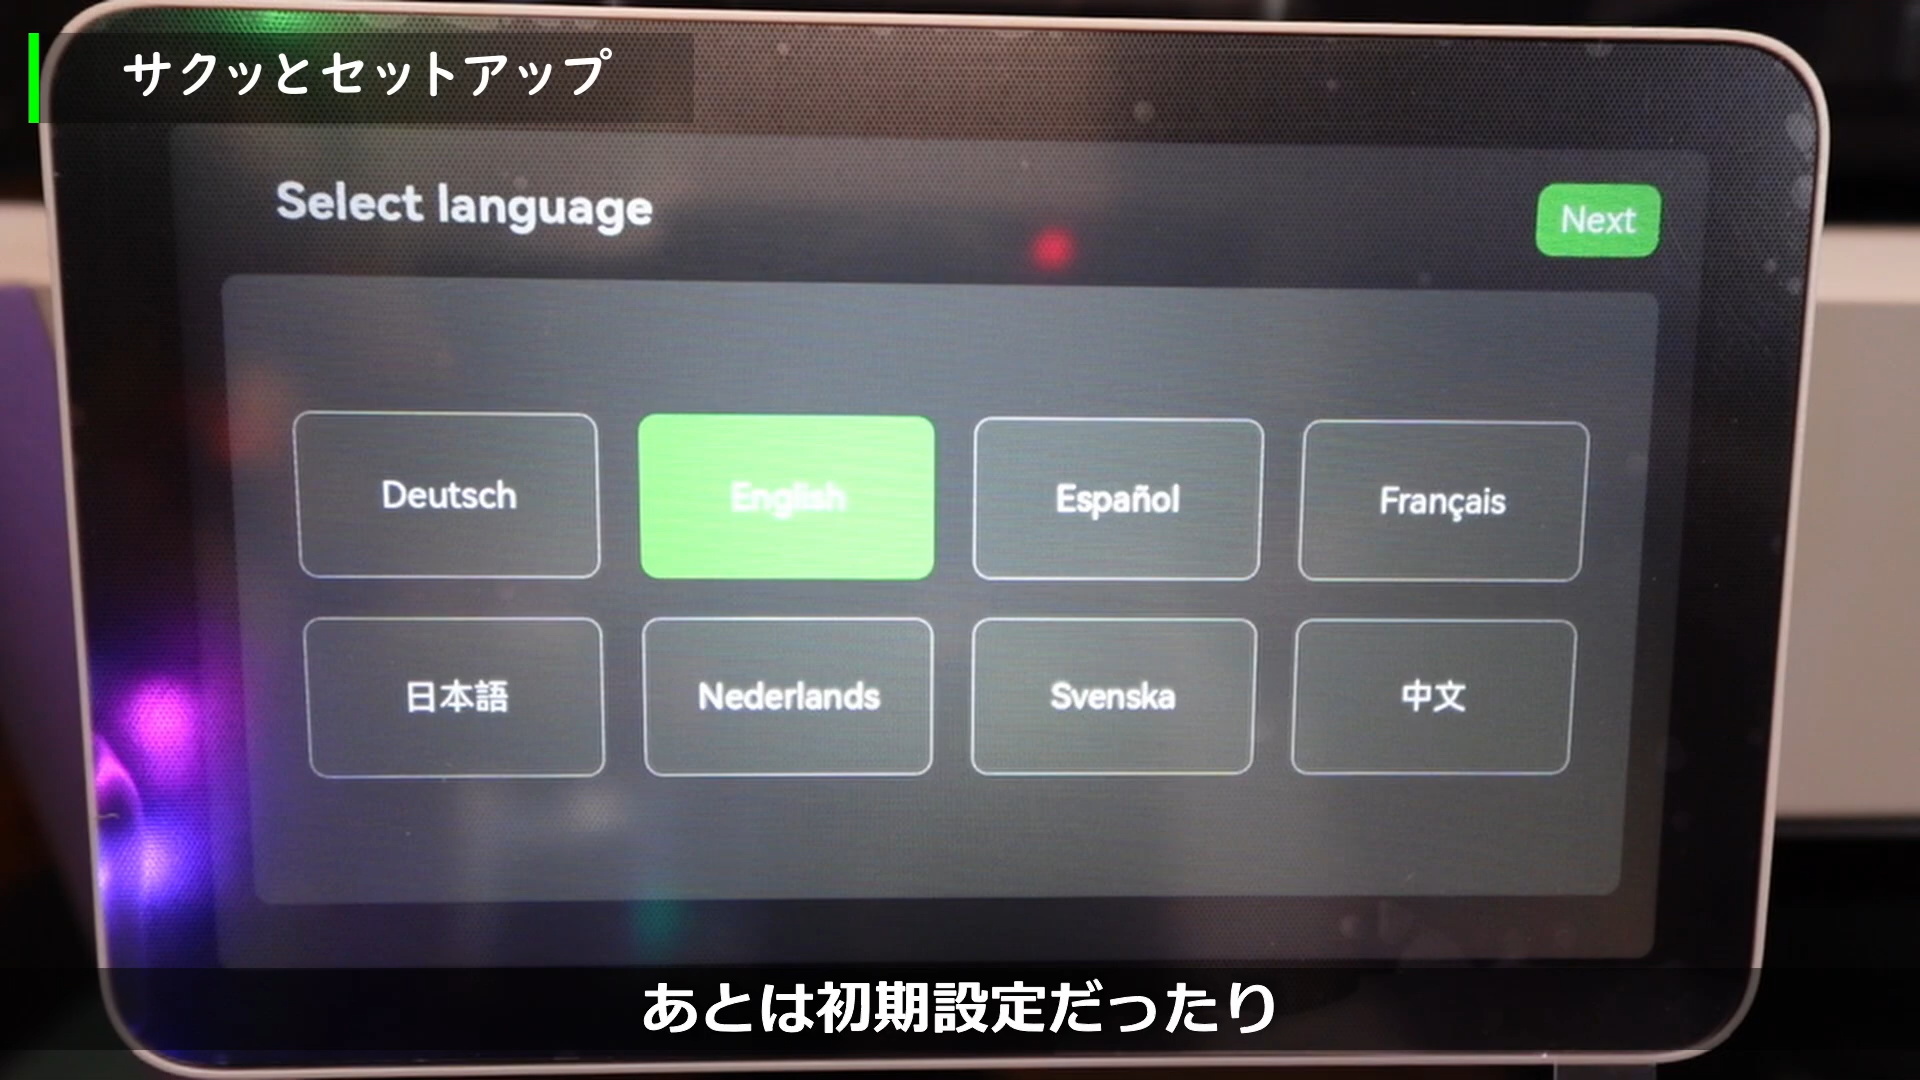 サクッとセットアップ
Select language
Next
Deutsch
English
Español
Français
日本語
Nederlands
Svenska
中文
あとは初期設定だったり